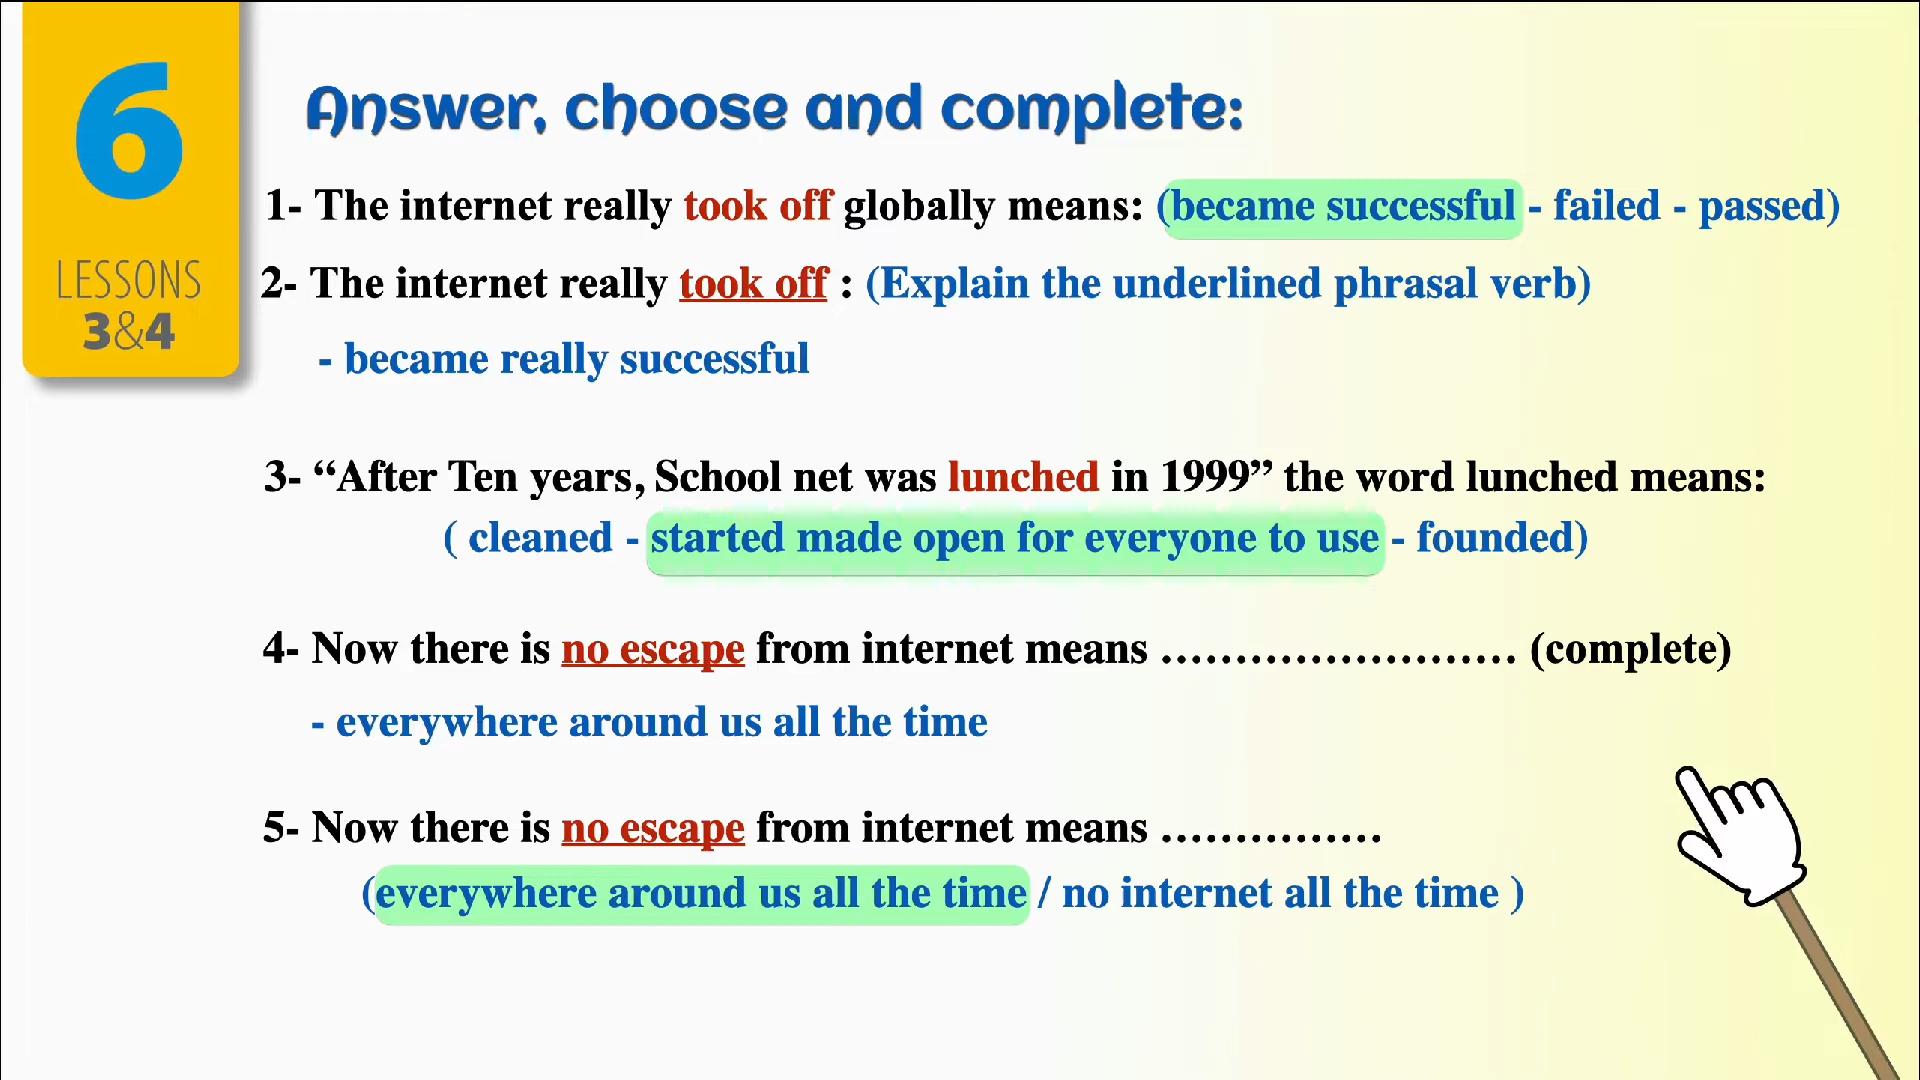 6
LESSONS
3&4
Answer, choose and complete:
1- The internet really took off globally means: (became successful - failed - passed)
2- The internet really took off : (Explain the underlined phrasal verb)
- became really successful
3- “After Ten years, School net was lunched in 1999” the word lunched means:
( cleaned - started made open for everyone to use - founded)
4- Now there is no escape from internet means ........................ (complete)
- everywhere around us all the time
5- Now there is no escape from internet means ...............
(everywhere around us all the time / no internet all the time )